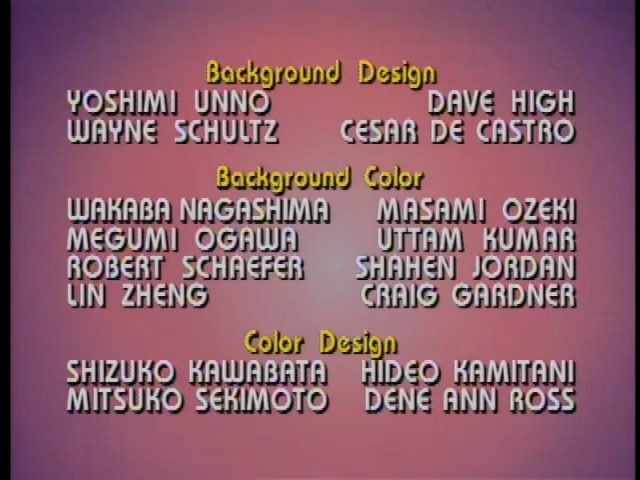 Background Design
YOSHIMI UNNO DAVE HIGH
WAYNE SCHULTZ CESAR DE CASTRO
Background Color
WAKABA NAGASHIMA MASAMI OZEKI
MEGUMI OGAWA UTTAM KUMAR
ROBERT SCHAEFER SHAHEN JORDAN
LIN ZHENG CRAIG GARDNER
Color Design
SHIZUKO KAWABATA HIDEO KAMITANI
MITSUKO SEKIMOTO DENE ANN ROSS